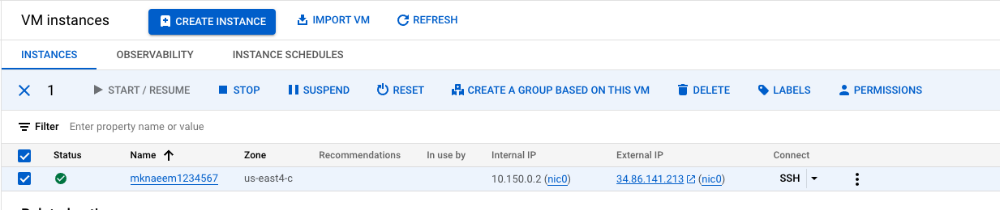 VM instances CREATE INSTANCE IMPORT VM REFRESH
INSTANCES OBSERVABILITY INSTANCE SCHEDULES
1 START / RESUME STOP SUSPEND RESET CREATE A GROUP BASED ON THIS VM DELETE LABELS PERMISSIONS
Filter Enter property name or value
Status Name Zone Recommendations In use by Internal IP External IP Connect
mknaeem1234567 us-east4-c 10.150.0.2 (nic0) 34.86.141.213 (nic0) SSH